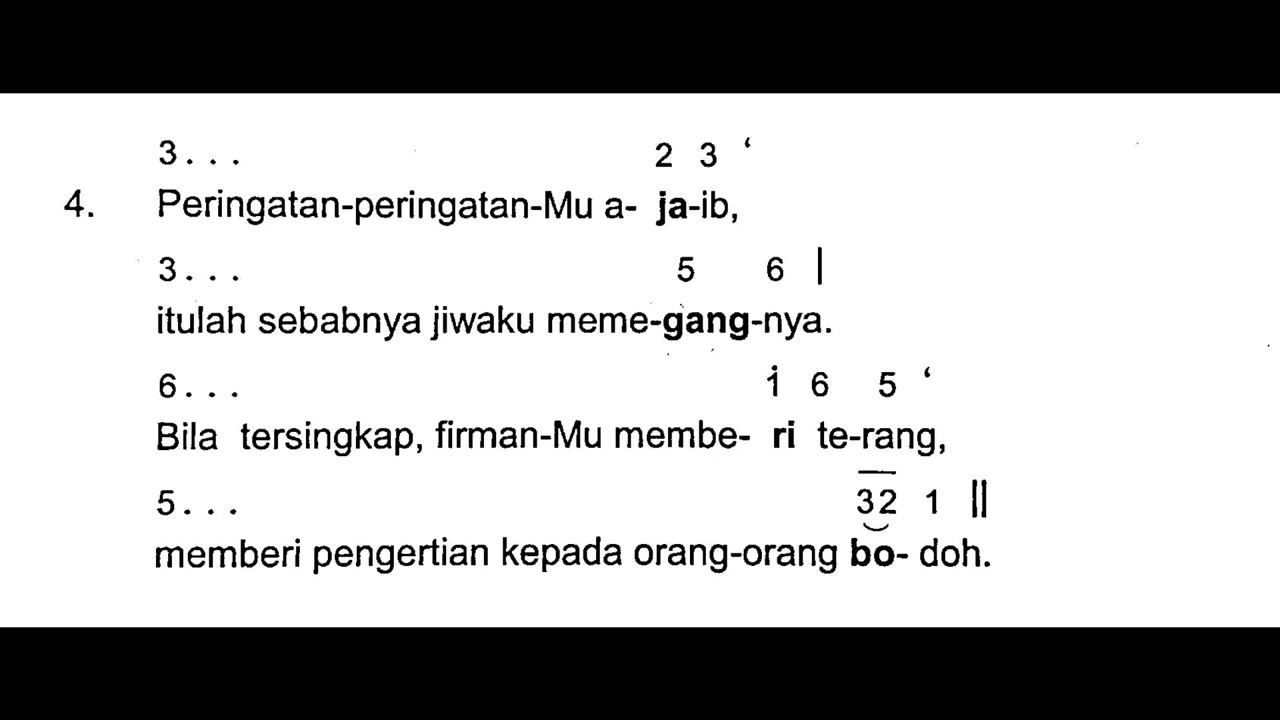 3 . . . 2 3 ‘
4. Peringatan-peringatan-Mu a- ja-ib,
3 . . . 5 6 |
itulah sebabnya jiwaku meme-gang-nya.
6 . . . 1̇ 6 5 ‘
Bila tersingkap, firman-Mu membe- ri te-rang,
5 . . . 32 1 ||
memberi pengertian kepada orang-orang bo- doh.